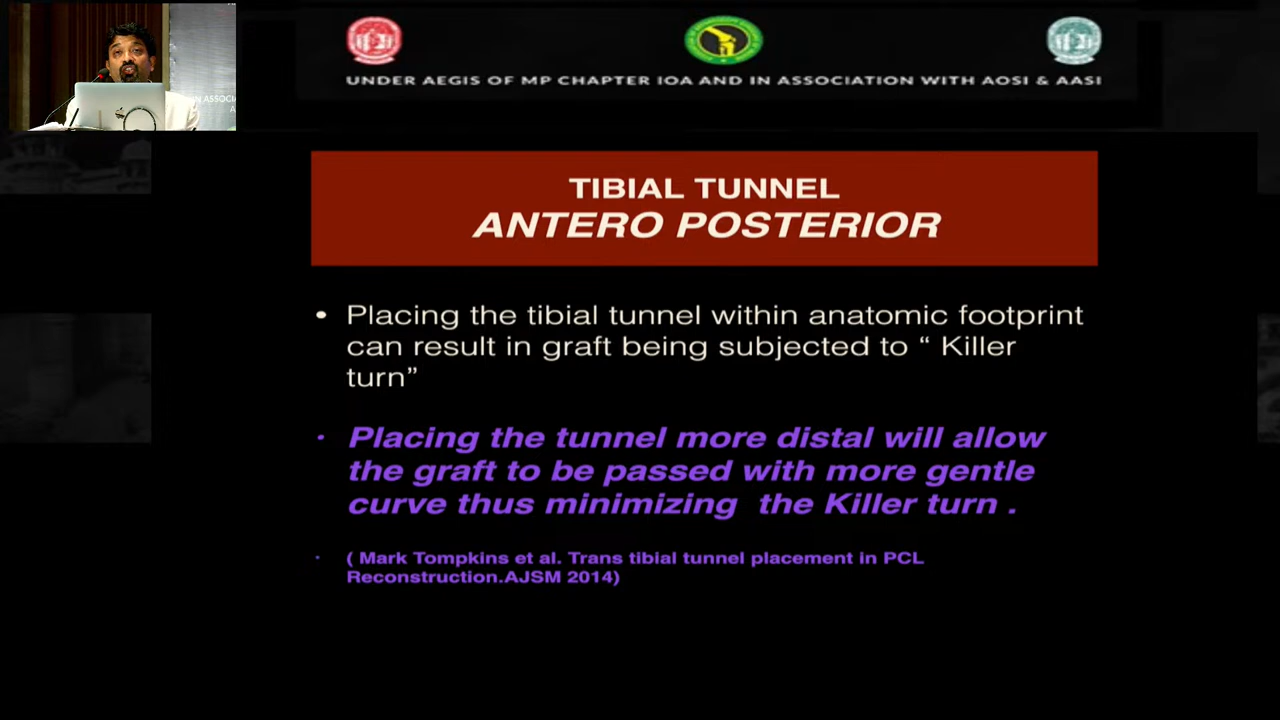 UNDER AEGIS OF MP CHAPTER IOA AND IN ASSOCIATION WITH AOSI & AASI
TIBIAL TUNNEL
ANTERO POSTERIOR
• Placing the tibial tunnel within anatomic footprint
can result in graft being subjected to “ Killer
turn”
• Placing the tunnel more distal will allow
the graft to be passed with more gentle
curve thus minimizing the Killer turn .
• ( Mark Tompkins et al. Trans tibial tunnel placement in PCL
Reconstruction.AJSM 2014)